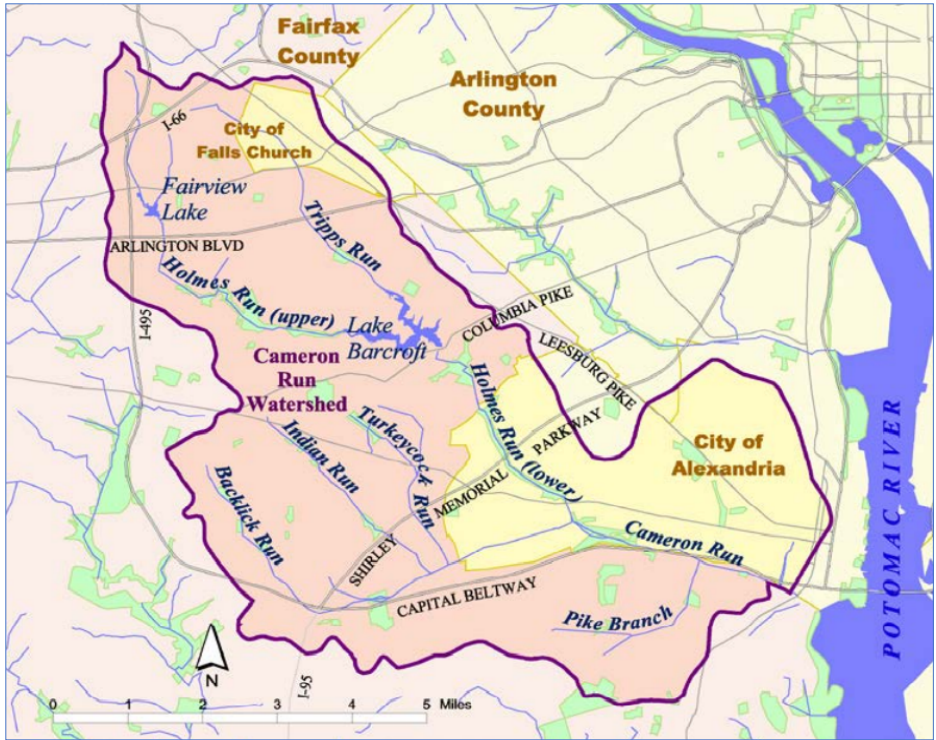 Fairfax
County
Arlington
County
I-66
City of
Falls Church
Fairview
Lake
Tripps Run
ARLINGTON BLVD
Holmes Run (upper)
I-495
Lake
Barcroft
COLUMBIA PIKE
LEESBURG PIKE
Cameron
Run
Watershed
Holmes Run (lower)
Turkeycock Run
Indian Run
Backlick Run
SHIRLEY MEMORIAL PARKWAY
City of
Alexandria
POTOMAC RIVER
Cameron Run
CAPITAL BELTWAY
Pike Branch
N
I-95
0 1 2 3 4 5 Miles